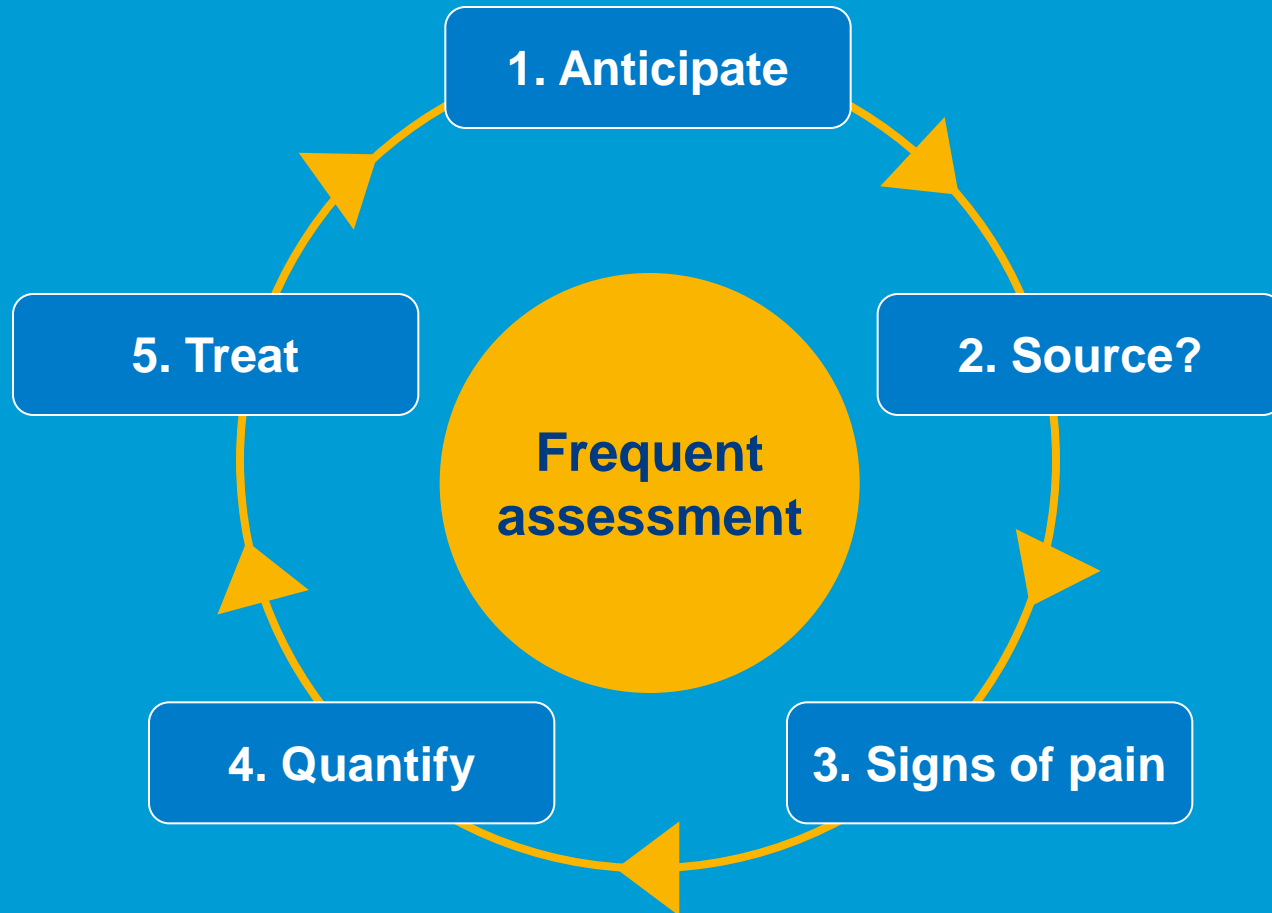 1. Anticipate
2. Source?
3. Signs of pain
4. Quantify
5. Treat
Frequent
assessment